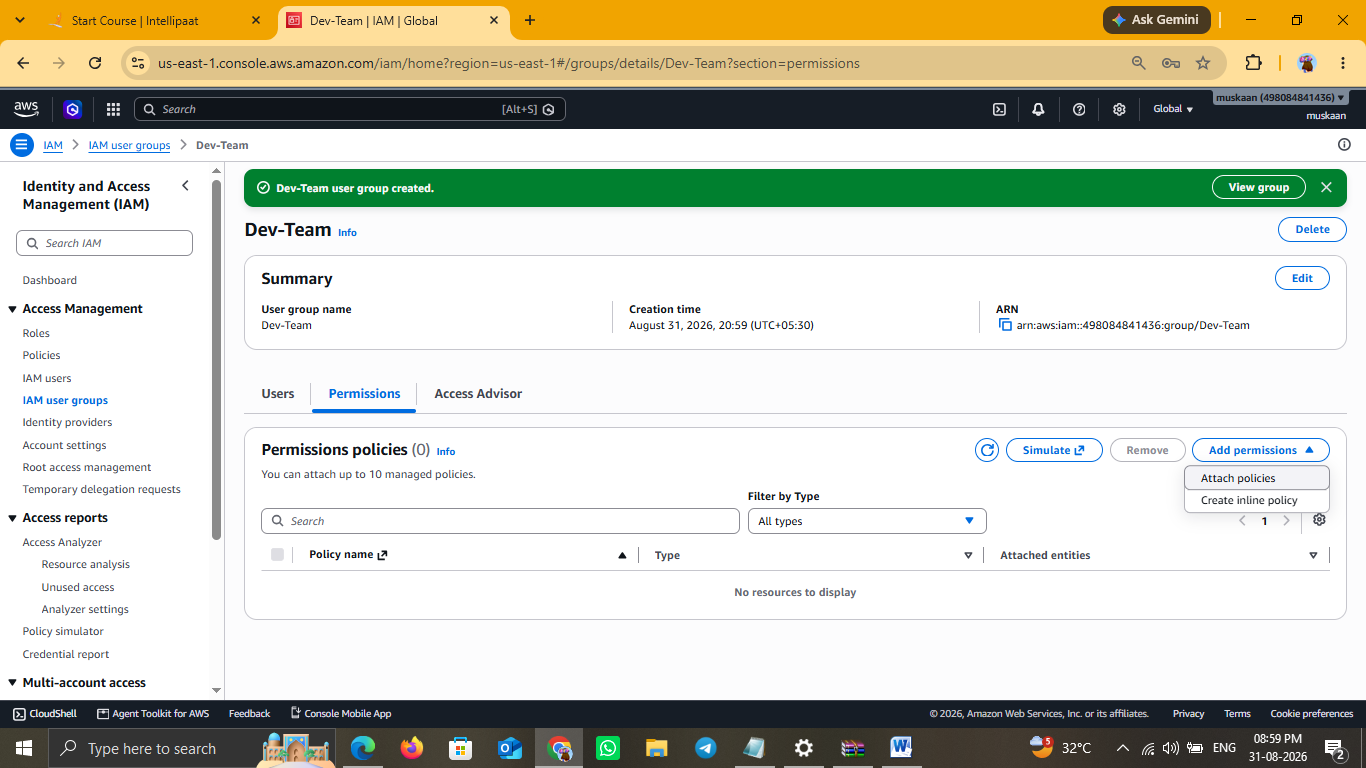 Start Course | Intellipaat
Dev-Team | IAM | Global
Ask Gemini
us-east-1.console.aws.amazon.com/iam/home?region=us-east-1#/groups/details/Dev-Team?section=permissions
aws
Search
[Alt+S]
Global
muskaan (498084841436)
muskaan
IAM
IAM user groups
Dev-Team
Identity and Access Management (IAM)
Search IAM
Dashboard
Access Management
Roles
Policies
IAM users
IAM user groups
Identity providers
Account settings
Root access management
Temporary delegation requests
Access reports
Access Analyzer
Resource analysis
Unused access
Analyzer settings
Policy simulator
Credential report
Multi-account access
Dev-Team user group created.
View group
Dev-Team
Info
Delete
Summary
Edit
User group name
Dev-Team
Creation time
August 31, 2026, 20:59 (UTC+05:30)
ARN
arn:aws:iam::498084841436:group/Dev-Team
Users
Permissions
Access Advisor
Permissions policies (0)
Info
You can attach up to 10 managed policies.
Simulate
Remove
Add permissions
Attach policies
Create inline policy
Filter by Type
Search
All types
1
Policy name
Type
Attached entities
No resources to display
CloudShell
Agent Toolkit for AWS
Feedback
Console Mobile App
© 2026, Amazon Web Services, Inc. or its affiliates.
Privacy
Terms
Cookie preferences
Type here to search
5
32°C
ENG
08:59 PM
31-08-2026
2